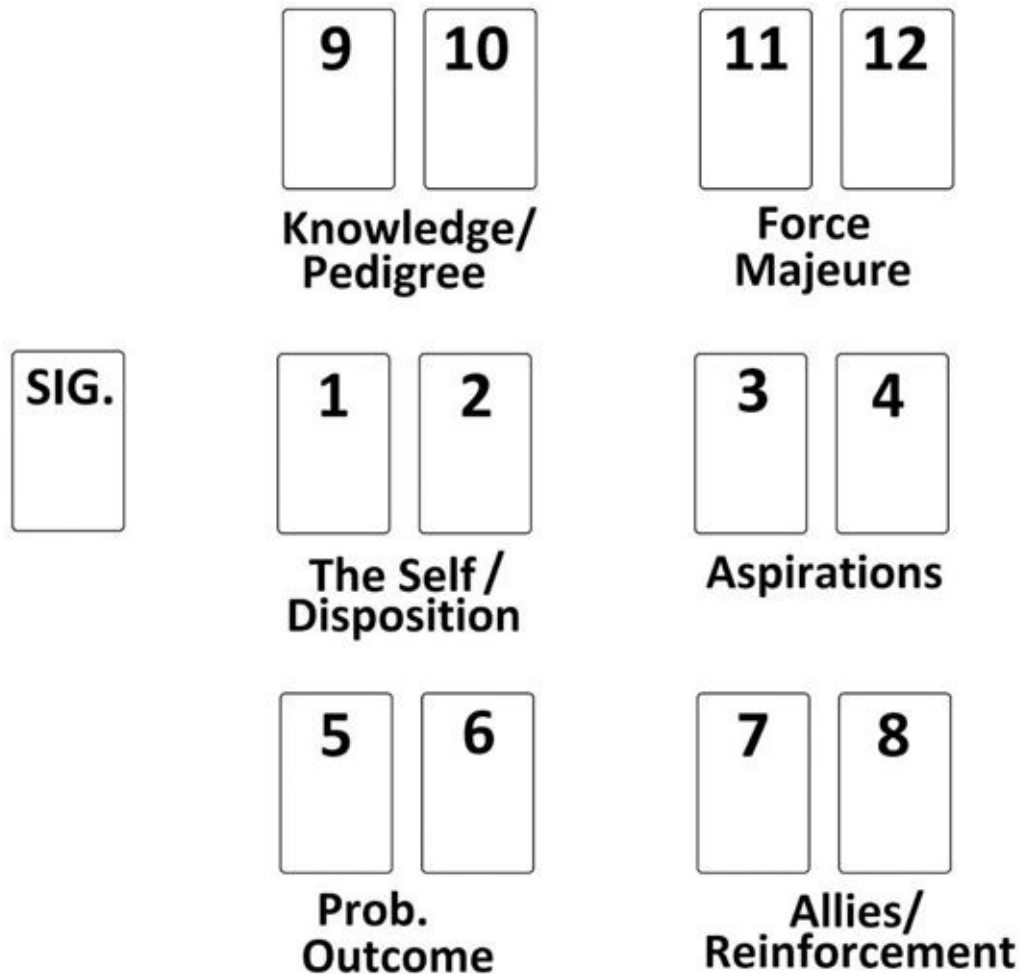 9 10 11 12
Knowledge/ Force
Pedigree Majeure
SIG. 1 2 3 4
The Self / Aspirations
Disposition
5 6 7 8
Prob. Allies/
Outcome Reinforcement